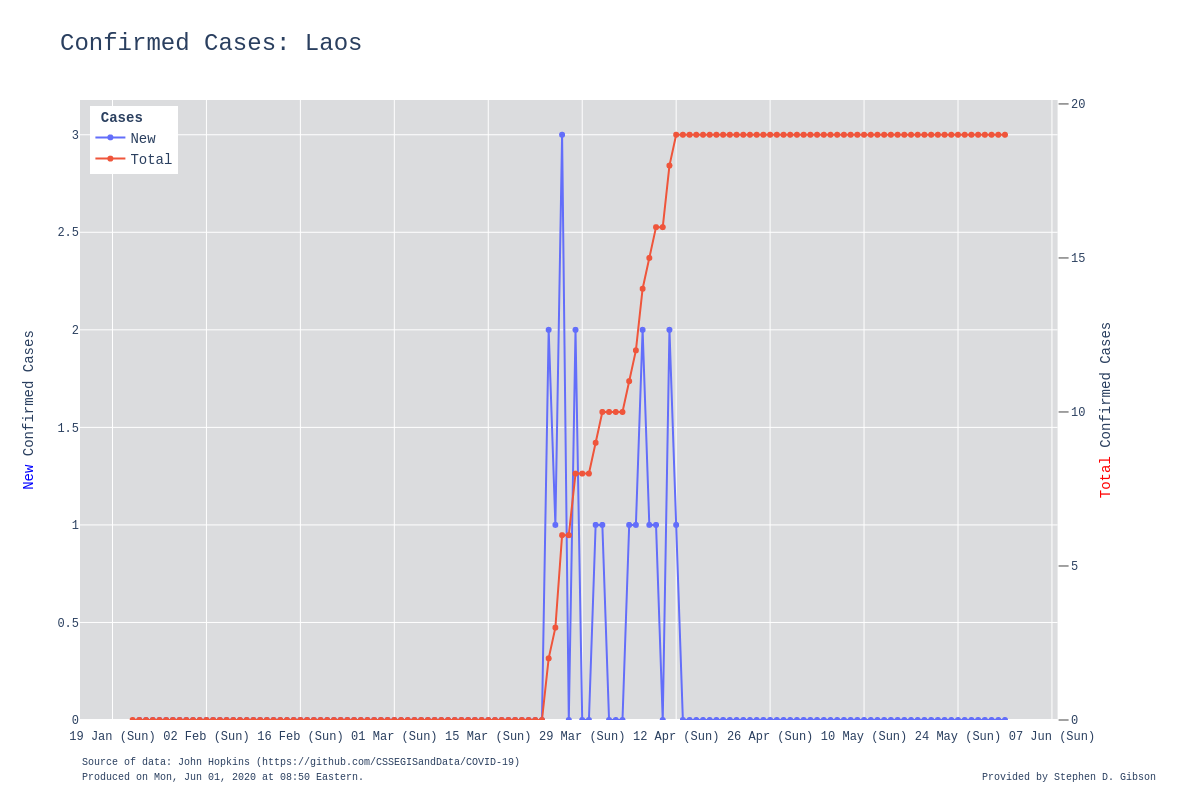 Confirmed Cases: Laos
Cases
New
Total
3
2.5
2
1.5
1
0.5
0
20
15
10
5
0
New Confirmed Cases
Total Confirmed Cases
19 Jan (Sun) 02 Feb (Sun) 16 Feb (Sun) 01 Mar (Sun) 15 Mar (Sun) 29 Mar (Sun) 12 Apr (Sun) 26 Apr (Sun) 10 May (Sun) 24 May (Sun) 07 Jun (Sun)
Source of data: John Hopkins (https://github.com/CSSEGISandData/COVID-19)
Produced on Mon, Jun 01, 2020 at 08:50 Eastern.
Provided by Stephen D. Gibson